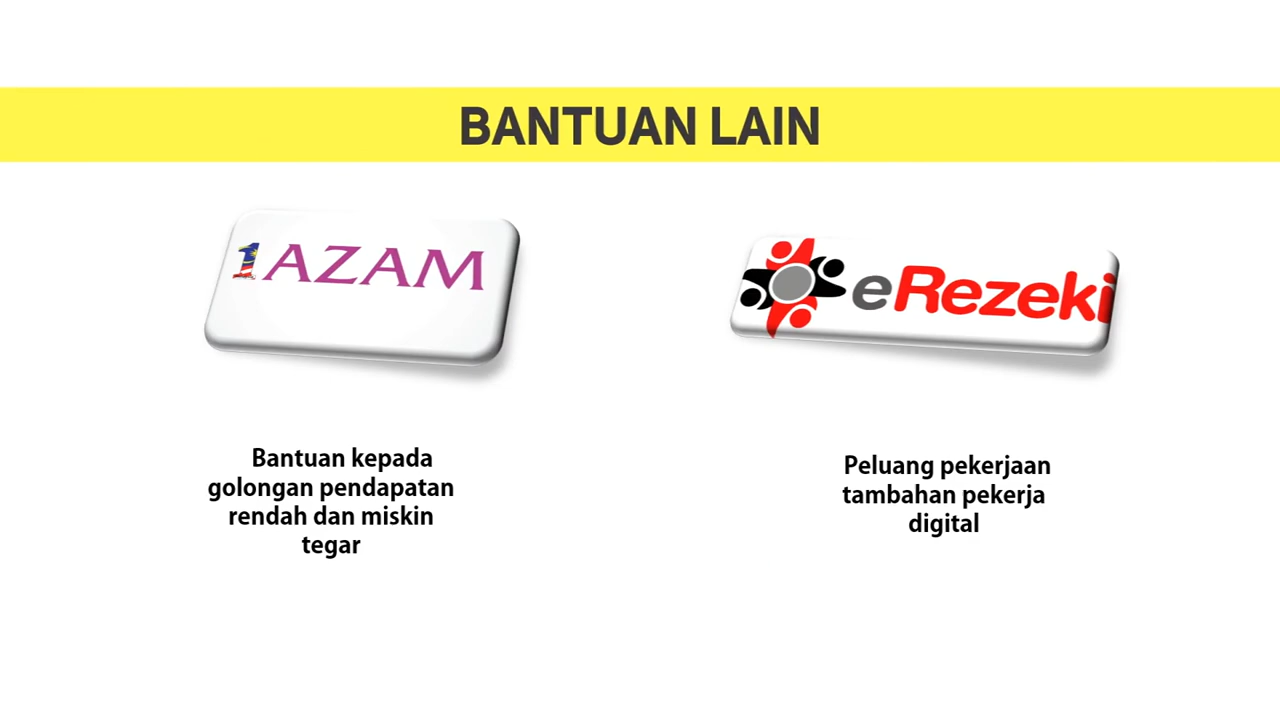 BANTUAN LAIN
1AZAM
eRezeki
Bantuan kepada
golongan pendapatan
rendah dan miskin
tegar
Peluang pekerjaan
tambahan pekerja
digital